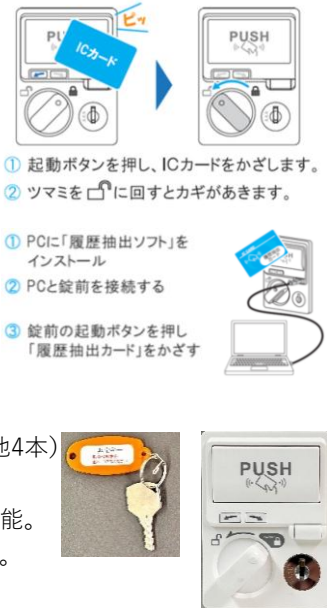 ピッ
PU
ICカード
PUSH
① 起動ボタンを押し、ICカードをかざします。
② ツマミを に回すとカギがあきます。
① PCに「履歴抽出ソフト」を
インストール
② PCと錠前を接続する
③ 錠前の起動ボタンを押し
「履歴抽出カード」をかざす
他4本)
能。
。
PUSH